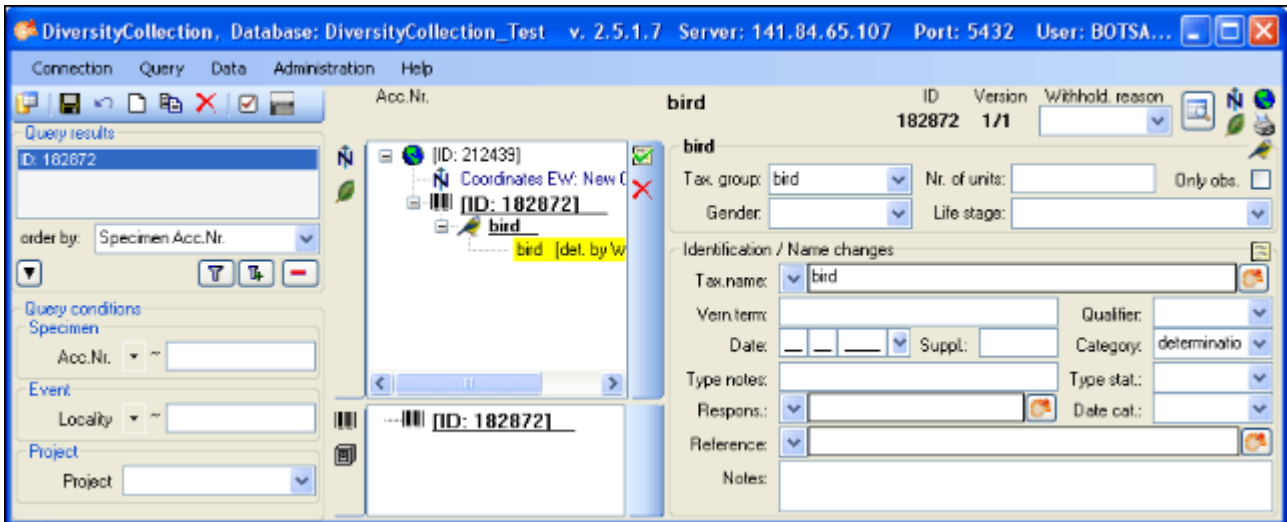 DiversityCollection, Database: DiversityCollection_Test v. 2.5.1.7 Server: 141.84.65.107 Port: 5432 User: BOTSA...
Connection Query Data Administration Help
Query results
ID: 182872
order by: Specimen Acc.Nr.
Query conditions
Specimen
Acc.Nr. ~
Event
Locality ~
Project
Project
Acc.Nr.
bird
ID Version Withhold. reason
182872 1/1
[ID: 212439]
Coordinates EW: New C
[ID: 182872]
bird
bird [det. by W
[ID: 182872]
bird
Tax. group: bird Nr. of units: Only obs.
Gender: Life stage:
Identification / Name changes
Tax.name: bird
Vern.term: Qualifier:
Date: __ __ ____ Suppl.: Category: determinatio
Type notes: Type stat.:
Respons.: Date cat.:
Reference:
Notes: